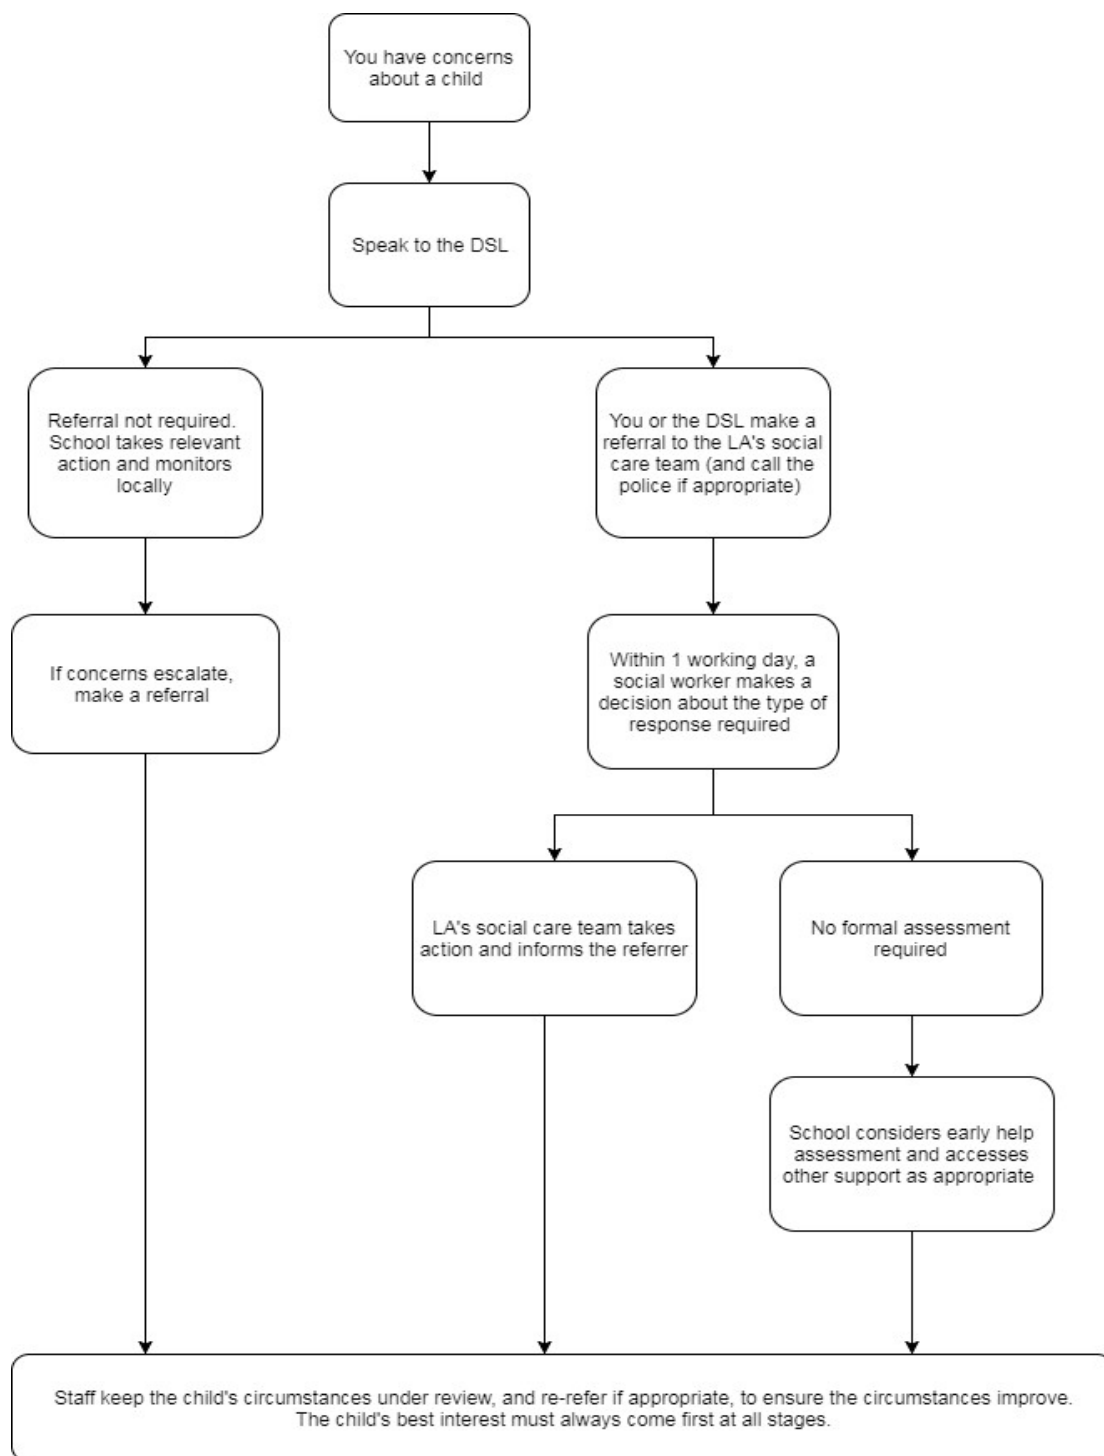 You have concerns
about a child
Speak to the DSL
Referral not required.
School takes relevant
action and monitors
locally
You or the DSL make a
referral to the LA's social
care team (and call the
police if appropriate)
If concerns escalate,
make a referral
Within 1 working day, a
social worker makes a
decision about the type of
response required
LA's social care team takes
action and informs the referrer
No formal assessment
required
School considers early help
assessment and accesses
other support as appropriate
Staff keep the child's circumstances under review, and re-refer if appropriate, to ensure the circumstances improve.
The child's best interest must always come first at all stages.